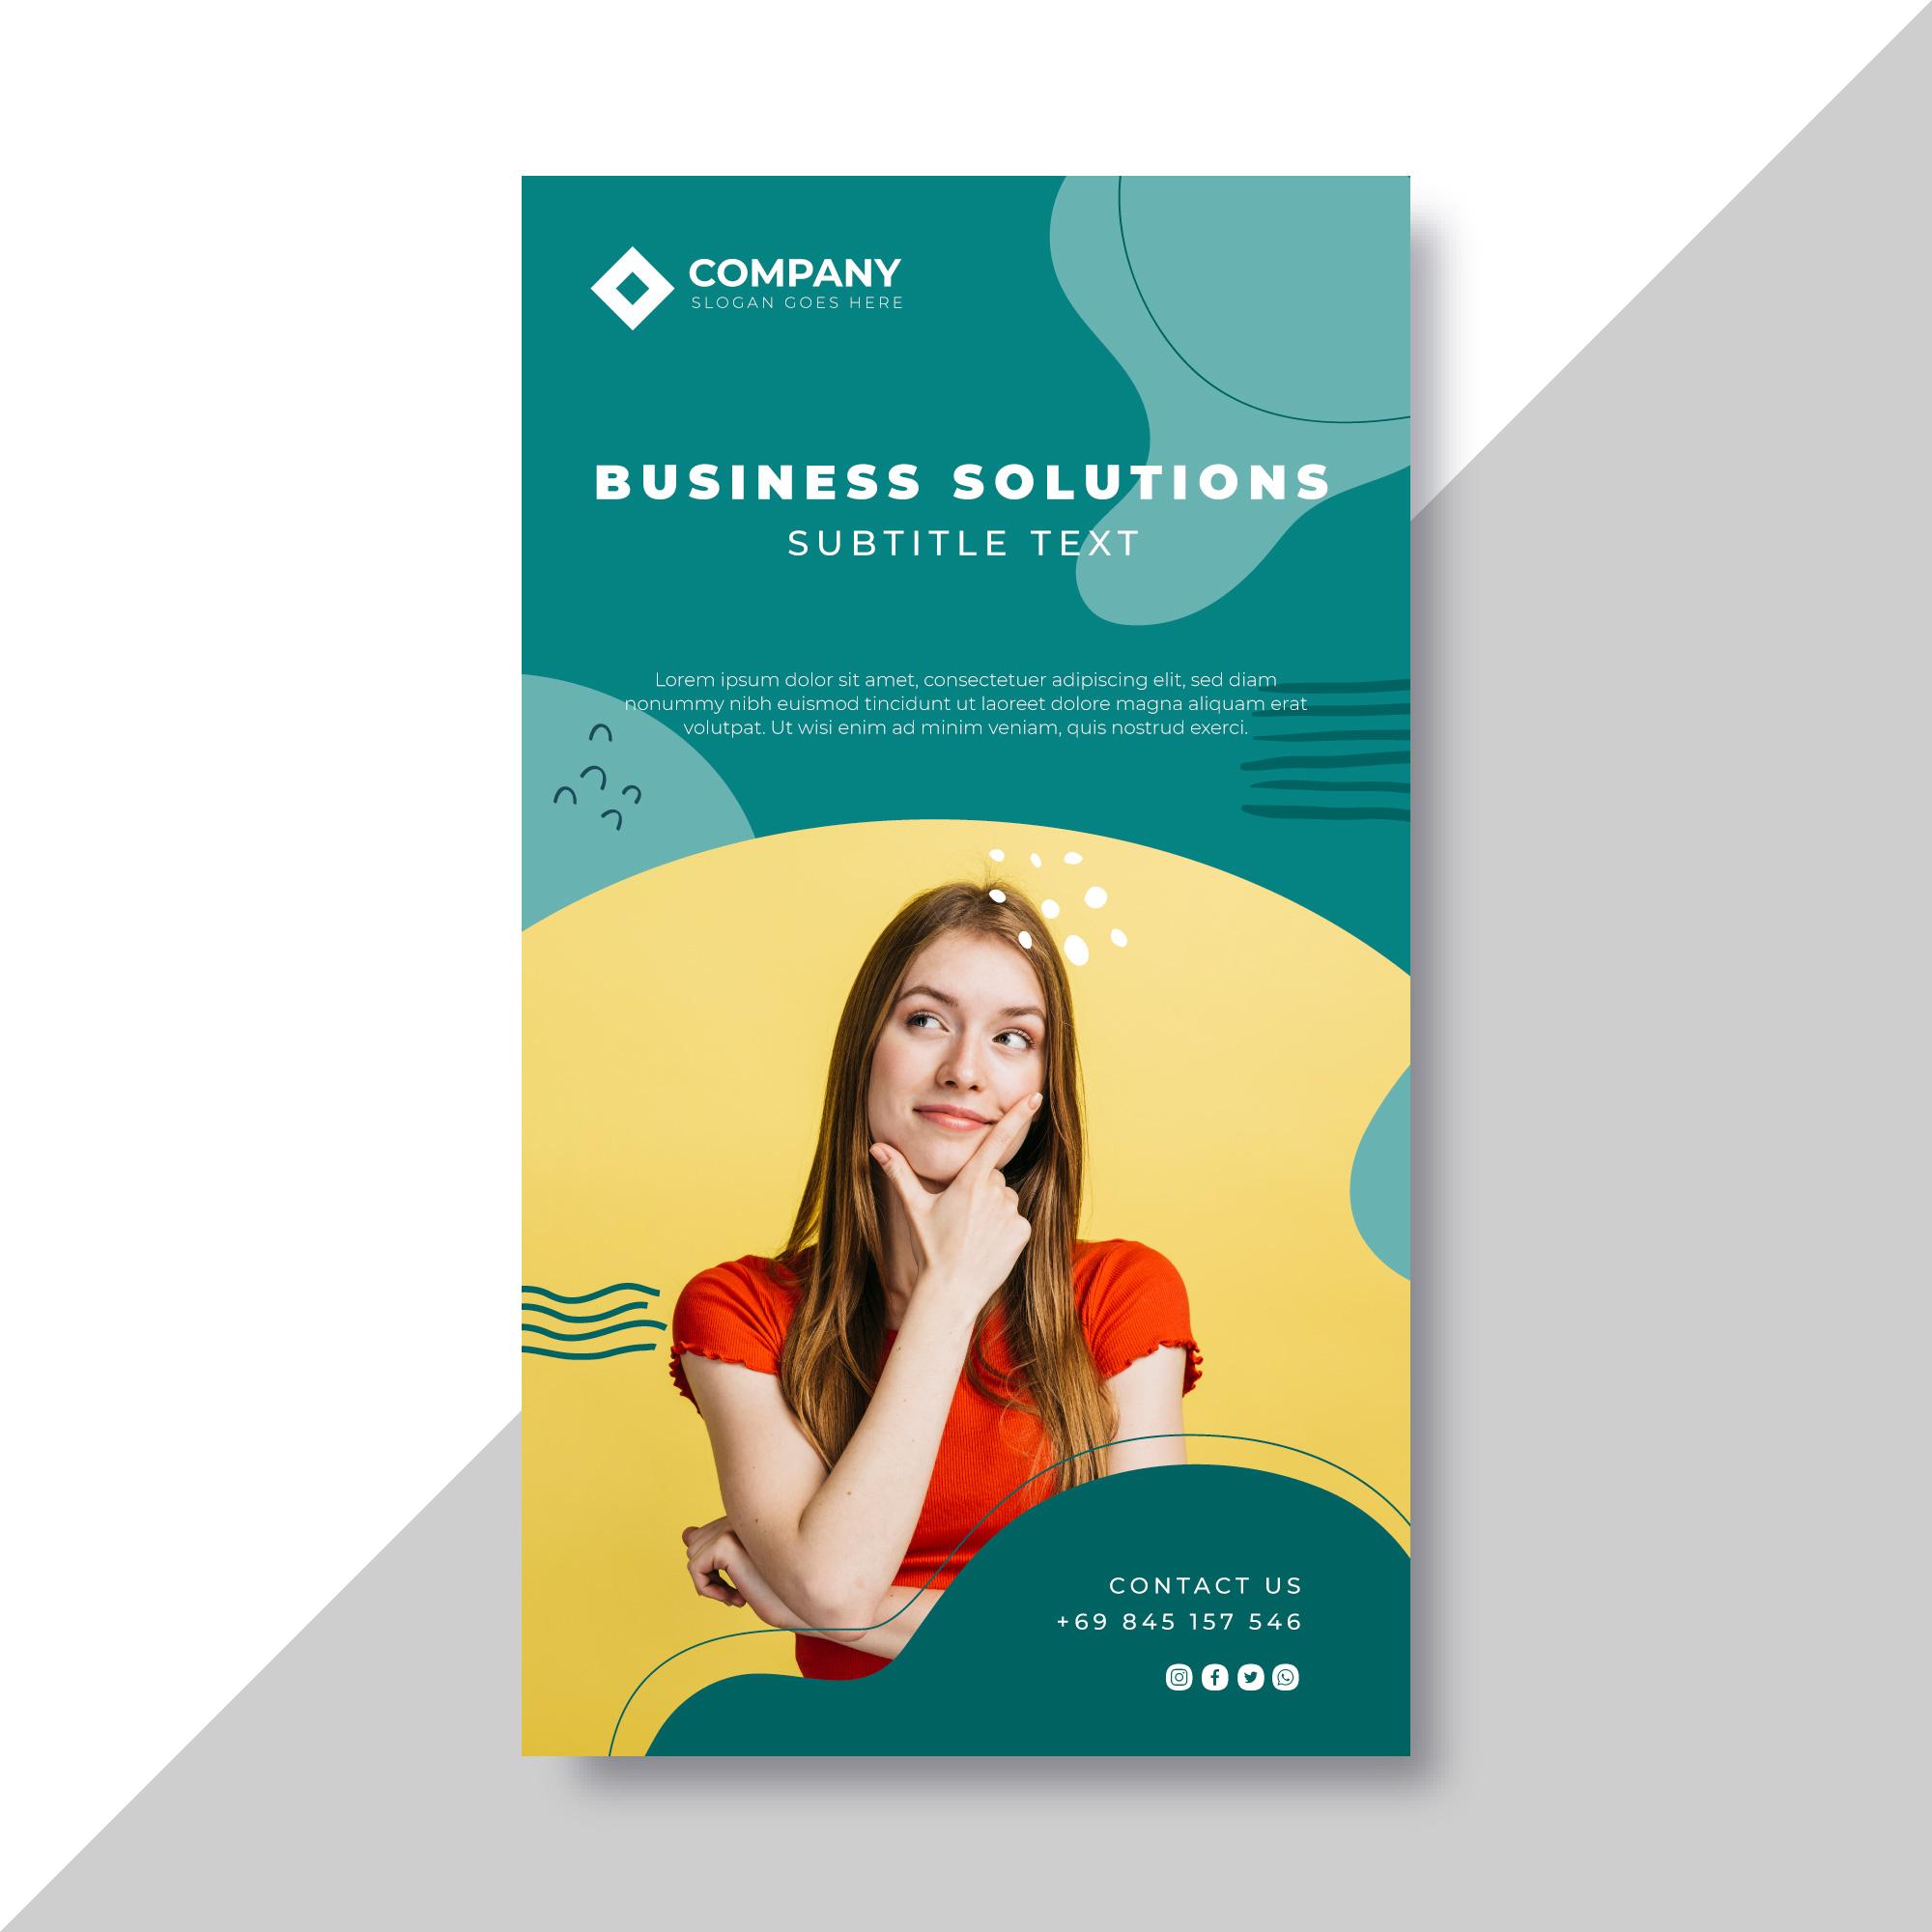 COMPANY
SLOGAN GOES HERE
BUSINESS SOLUTIONS
SUBTITLE TEXT
Lorem ipsum dolor sit amet, consectetuer adipiscing elit, sed diam
nonummy nibh euismod tincidunt ut laoreet dolore magna aliquam erat
volutpat. Ut wisi enim ad minim veniam, quis nostrud exerci.
CONTACT US
+69 845 157 546